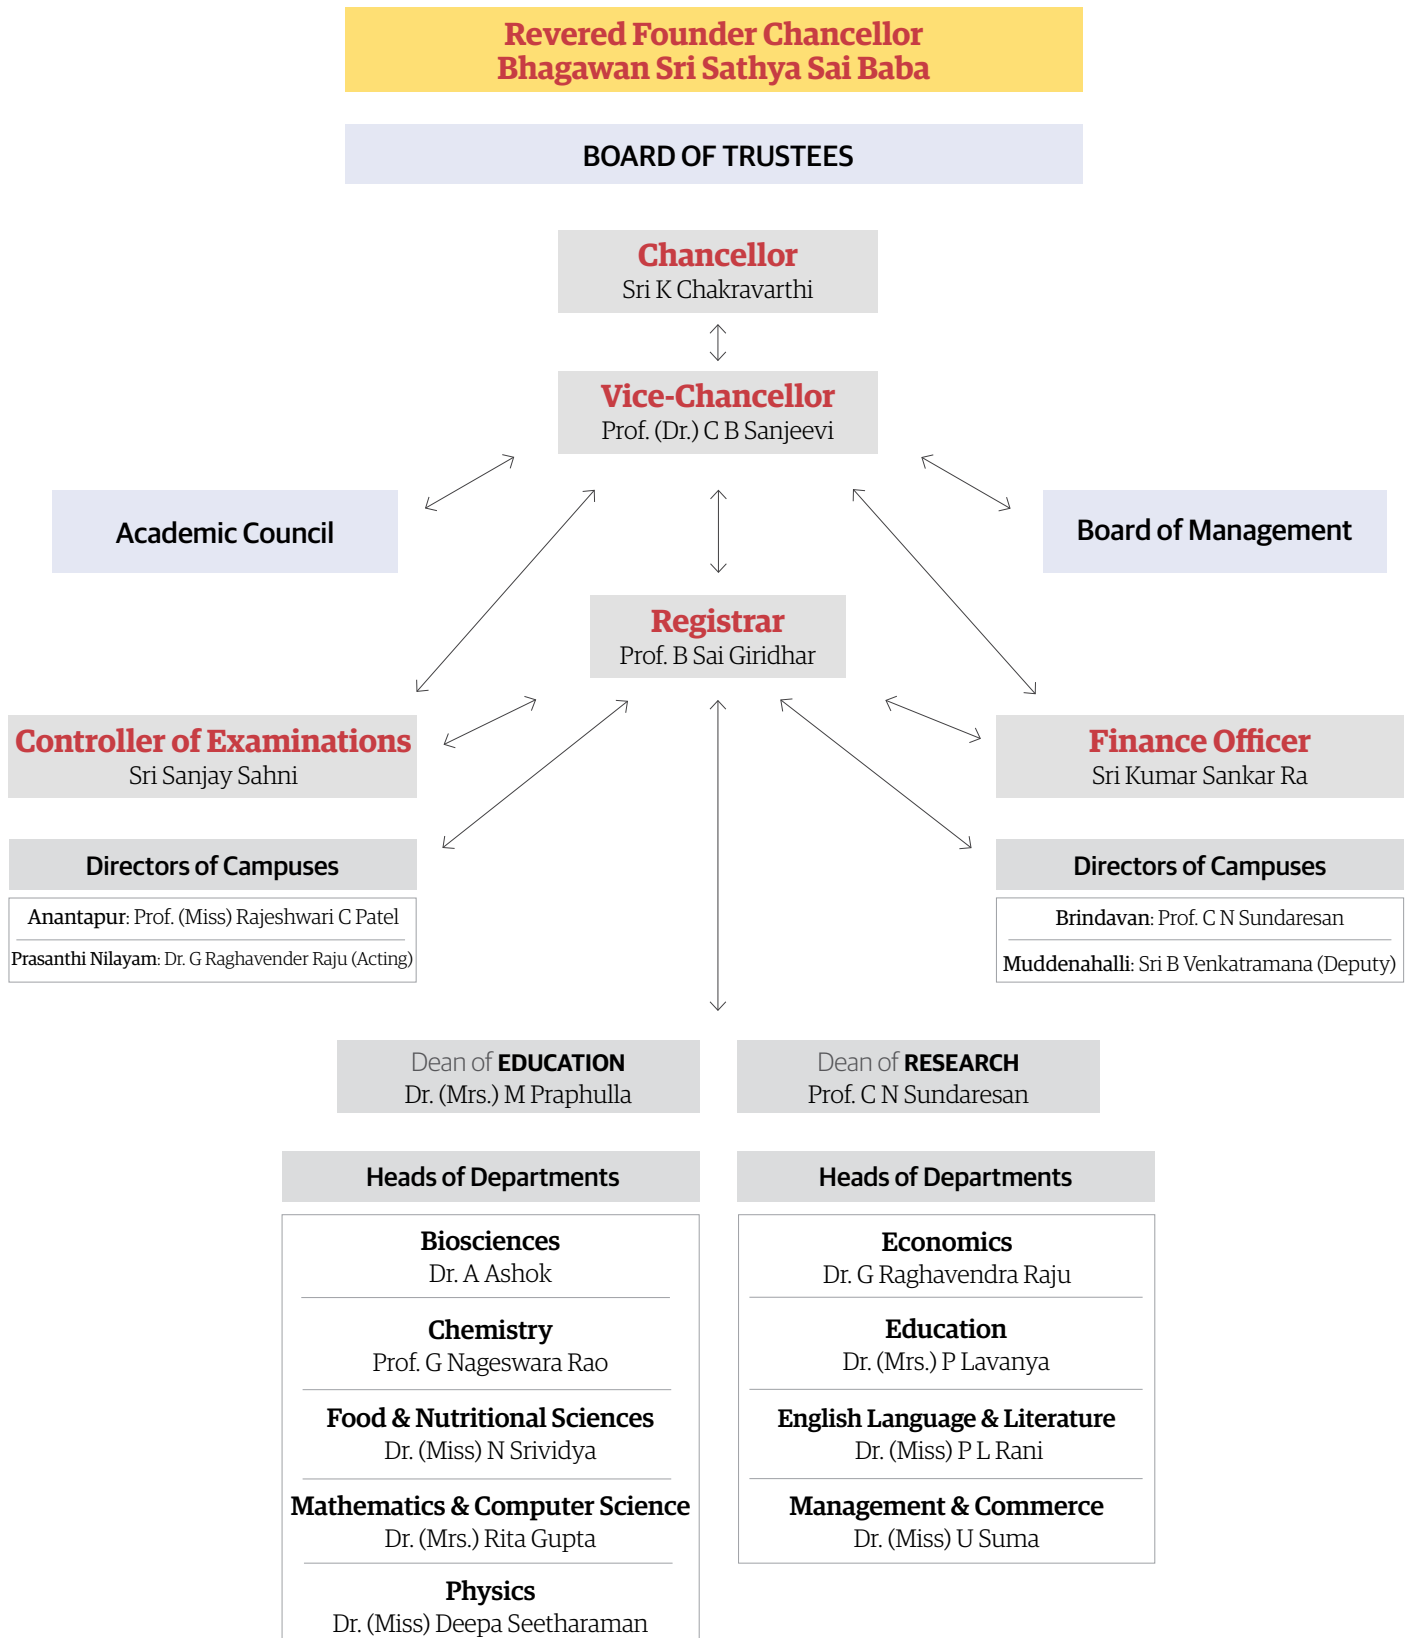 Revered Founder Chancellor
Bhagawan Sri Sathya Sai Baba
BOARD OF TRUSTEES
Chancellor
Sri K Chakravarthi
Vice-Chancellor
Prof. (Dr.) C B Sanjeevi
Academic Council
Board of Management
Registrar
Prof. B Sai Giridhar
Controller of Examinations
Sri Sanjay Sahni
Finance Officer
Sri Kumar Sankar Ra
Directors of Campuses
Anantapur: Prof. (Miss) Rajeshwari C Patel
Prasanthi Nilayam: Dr. G Raghavender Raju (Acting)
Directors of Campuses
Brindavan: Prof. C N Sundaresan
Muddenahalli: Sri B Venkatramana (Deputy)
Dean of EDUCATION
Dr. (Mrs.) M Praphulla
Dean of RESEARCH
Prof. C N Sundaresan
Heads of Departments
Biosciences
Dr. A Ashok
Chemistry
Prof. G Nageswara Rao
Food & Nutritional Sciences
Dr. (Miss) N Srividya
Mathematics & Computer Science
Dr. (Mrs.) Rita Gupta
Physics
Dr. (Miss) Deepa Seetharaman
Heads of Departments
Economics
Dr. G Raghavendra Raju
Education
Dr. (Mrs.) P Lavanya
English Language & Literature
Dr. (Miss) P L Rani
Management & Commerce
Dr. (Miss) U Suma